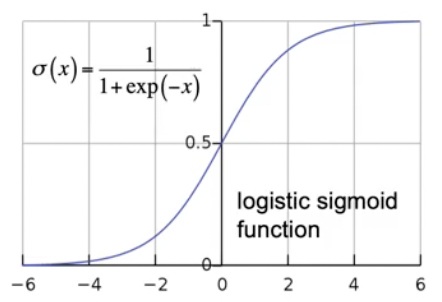 1
σ(x) = 1 / (1 + exp(−x))
0.5
logistic sigmoid
function
0
−6 −4 −2 0 2 4 6